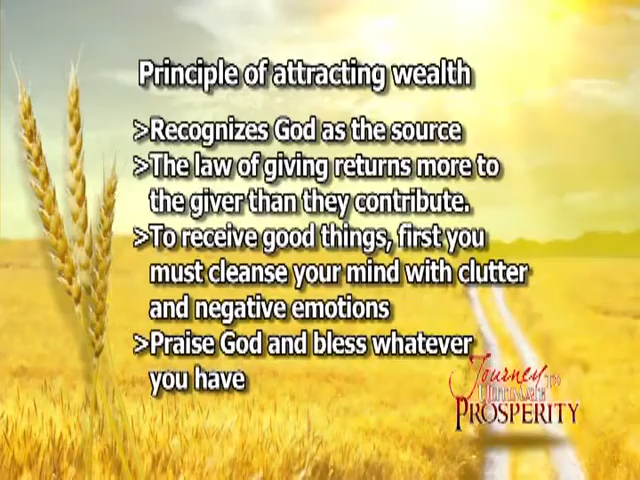 Principle of attracting wealth
>Recognizes God as the source
>The law of giving returns more to
the giver than they contribute.
>To receive good things, first you
must cleanse your mind with clutter
and negative emotions
>Praise God and bless whatever
you have
Journey TO
ULTIMATE
PROSPERITY